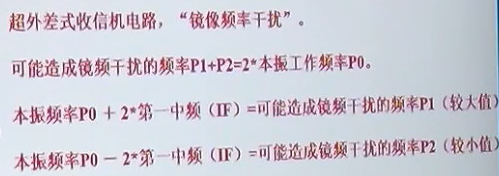 超外差式收信机电路，“镜像频率干扰”。
可能造成镜频干扰的频率P1+P2=2*本振工作频率P0。
本振频率P0 + 2*第一中频（IF）=可能造成镜频干扰的频率P1（较大值）
本振频率P0 － 2*第一中频（IF）=可能造成镜频干扰的频率P2（较小值）